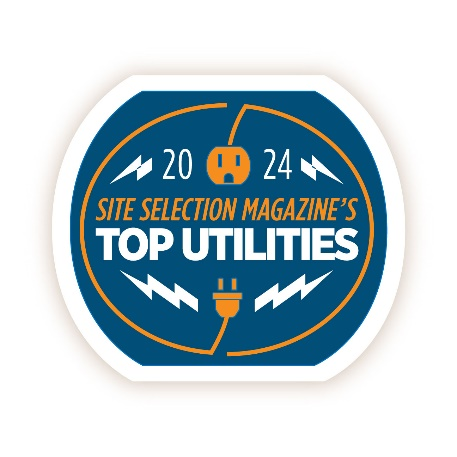 20 24
SITE SELECTION MAGAZINE'S
TOP UTILITIES